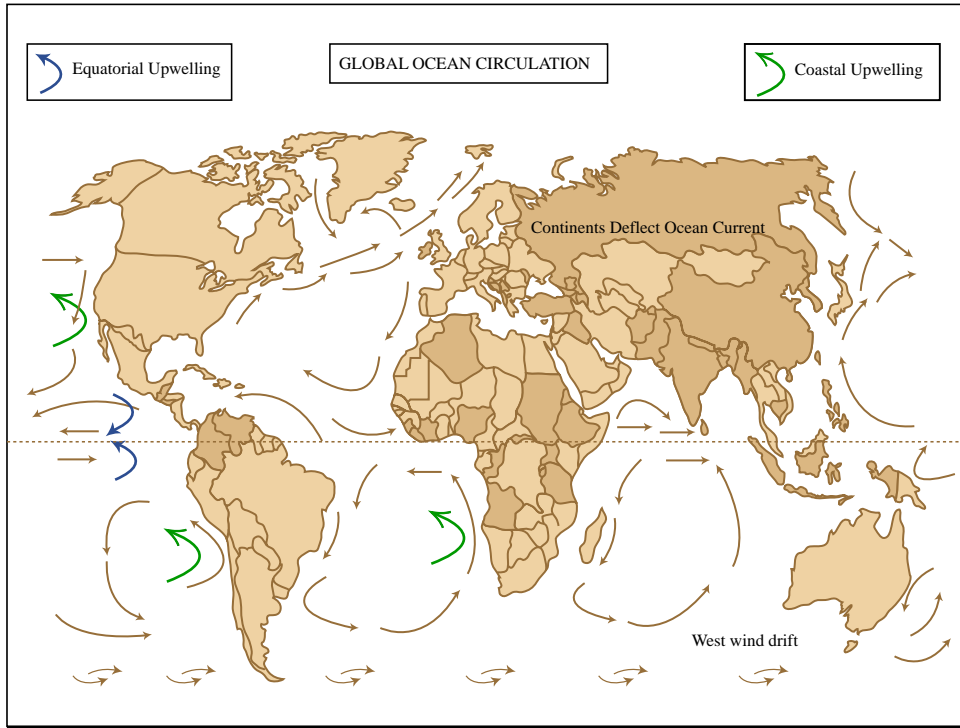 Equatorial Upwelling
GLOBAL OCEAN CIRCULATION
Coastal Upwelling
Continents Deflect Ocean Current
West wind drift